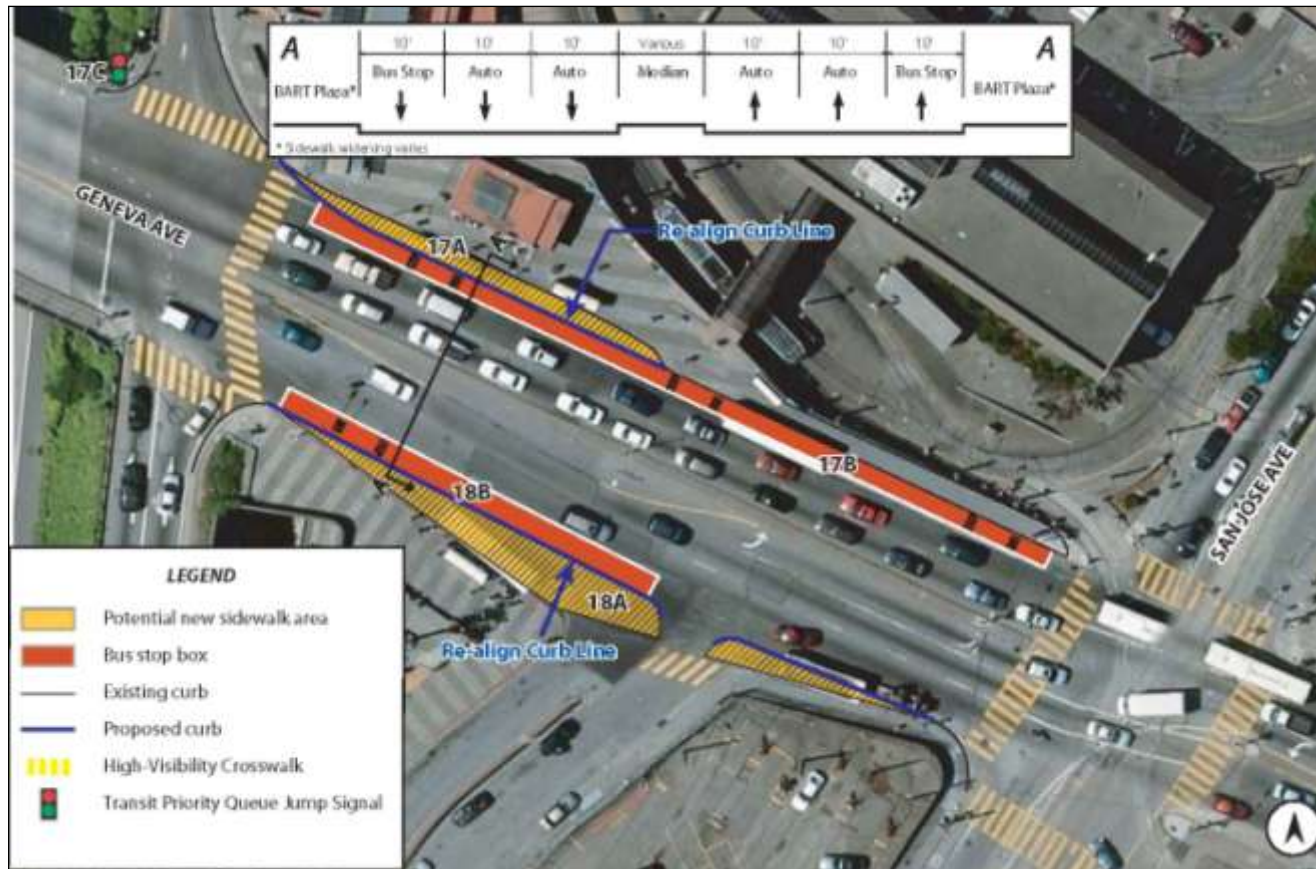 A 10' 10' 10' Various 10' 10' 10' A
Bus Stop Auto Auto Median Auto Auto Bus Stop
BART Plaza* BART Plaza*
* Sidewalk widening varies
17C
GENEVA AVE
17A
A
Re-align Curb Line
17B
SAN JOSE AVE
A
18B
18A
Re-align Curb Line
LEGEND
Potential new sidewalk area
Bus stop box
Existing curb
Proposed curb
High-Visibility Crosswalk
Transit Priority Queue Jump Signal